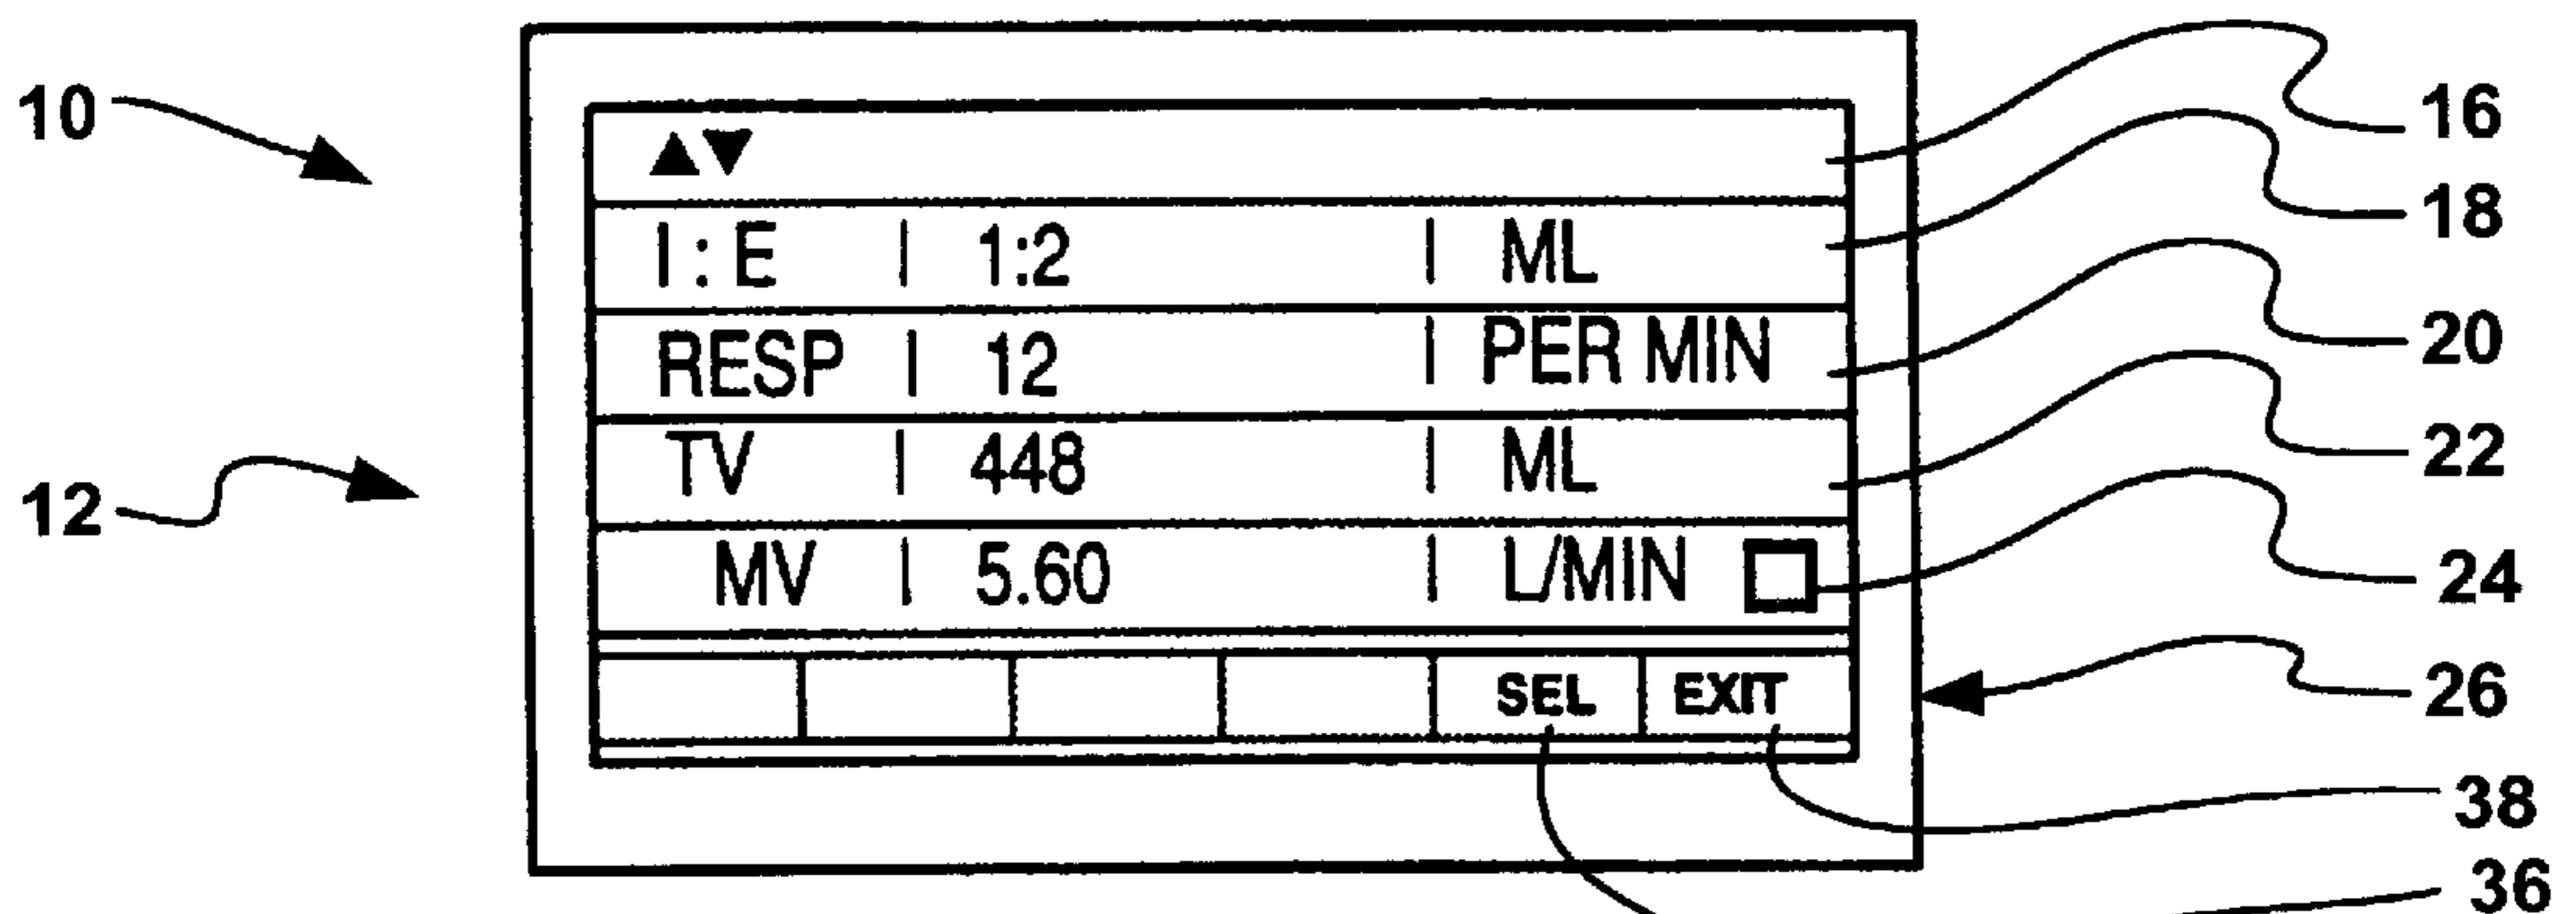 10
12
▲▼
I : E | 1:2 | ML
RESP | 12 | PER MIN
TV | 448 | ML
MV | 5.60 | L/MIN
SEL EXIT
16
18
20
22
24
26
38
36